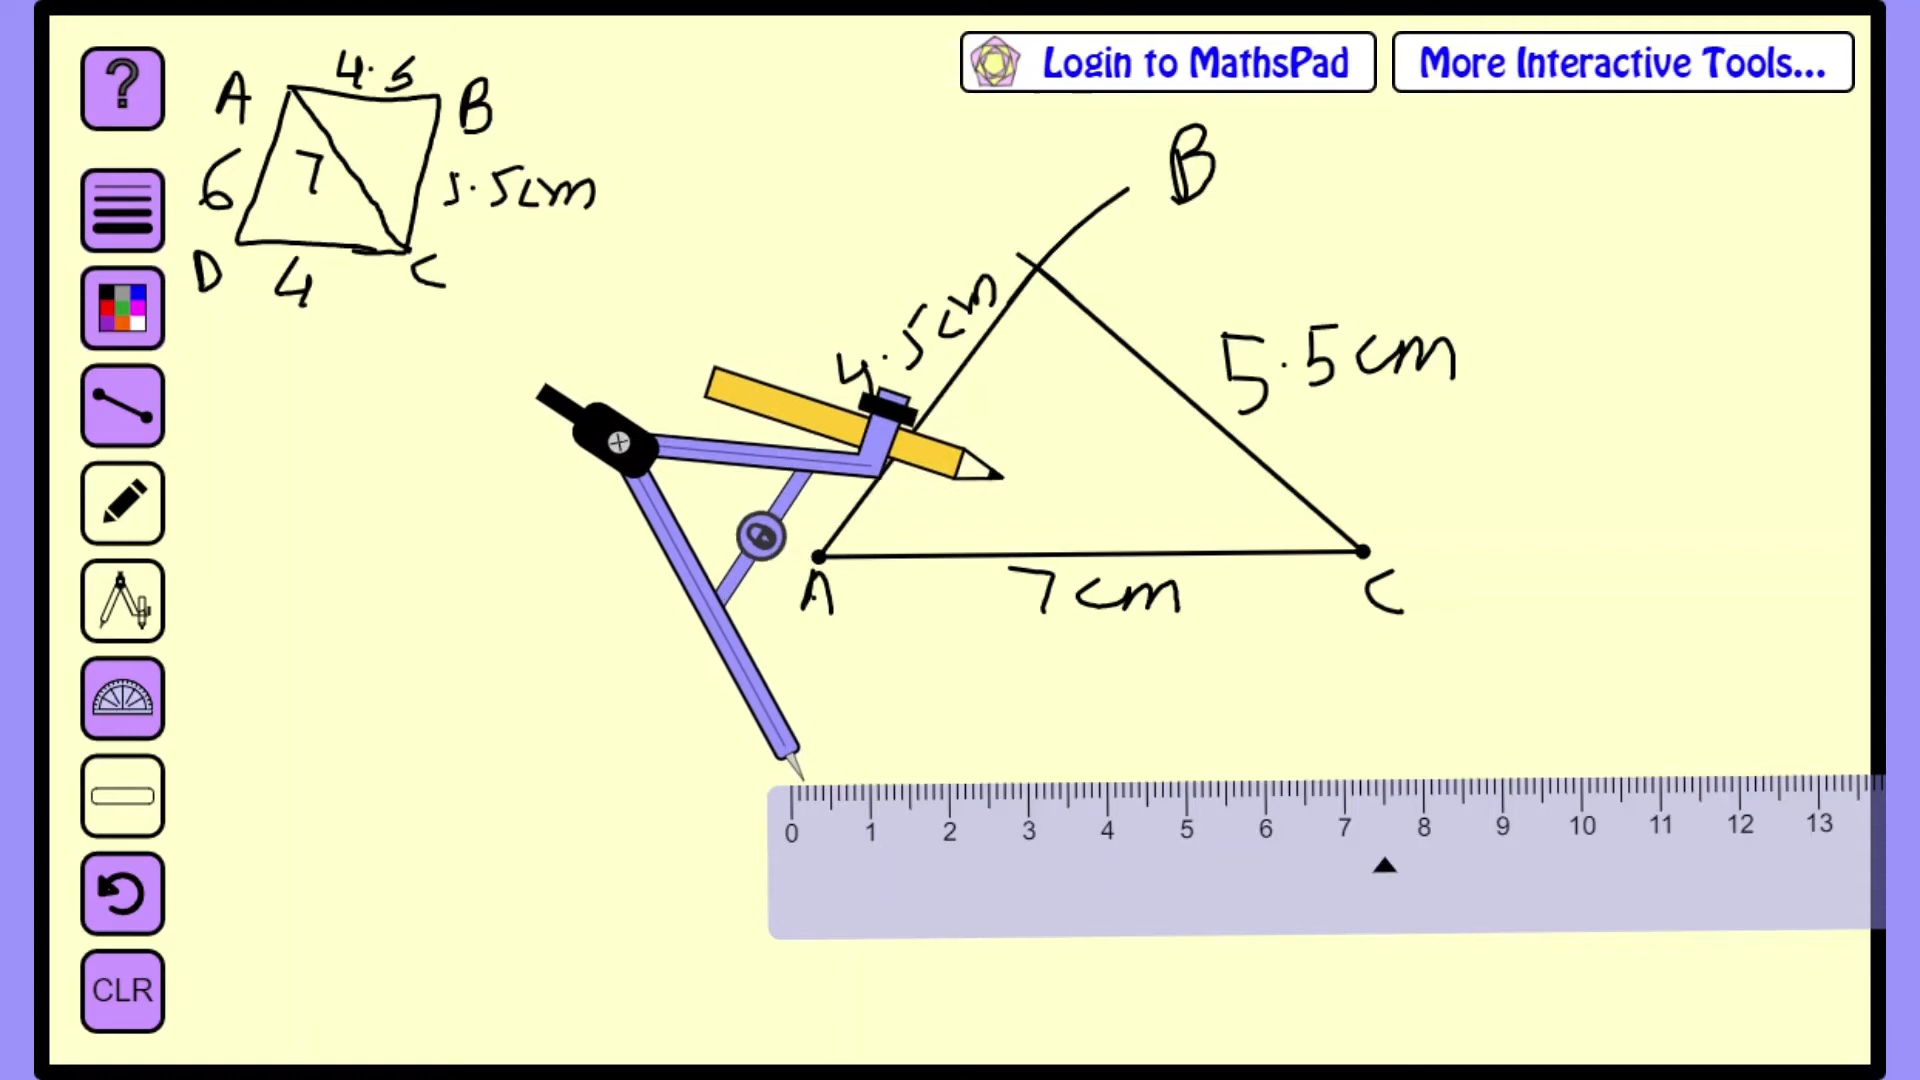 ?
Login to MathsPad
More Interactive Tools...
A 4.5 B
6 7 5.5cm
D 4 C
B
4.5cm
5.5cm
A 7cm C
0 1 2 3 4 5 6 7 8 9 10 11 12 13
CLR